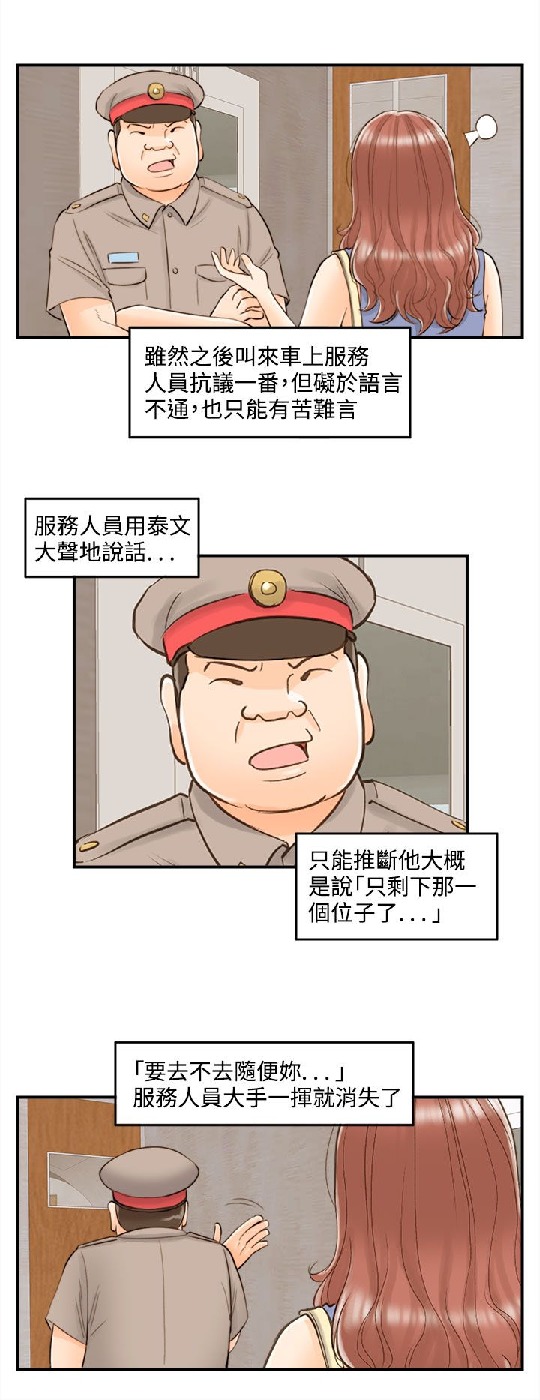 雖然之後叫來車上服務
人員抗議一番，但礙於語言
不通，也只能有苦難言
服務人員用泰文
大聲地說話...
只能推斷他大概
是說「只剩下那一
個位子了...」
「要去不去隨便妳...」
服務人員大手一揮就消失了